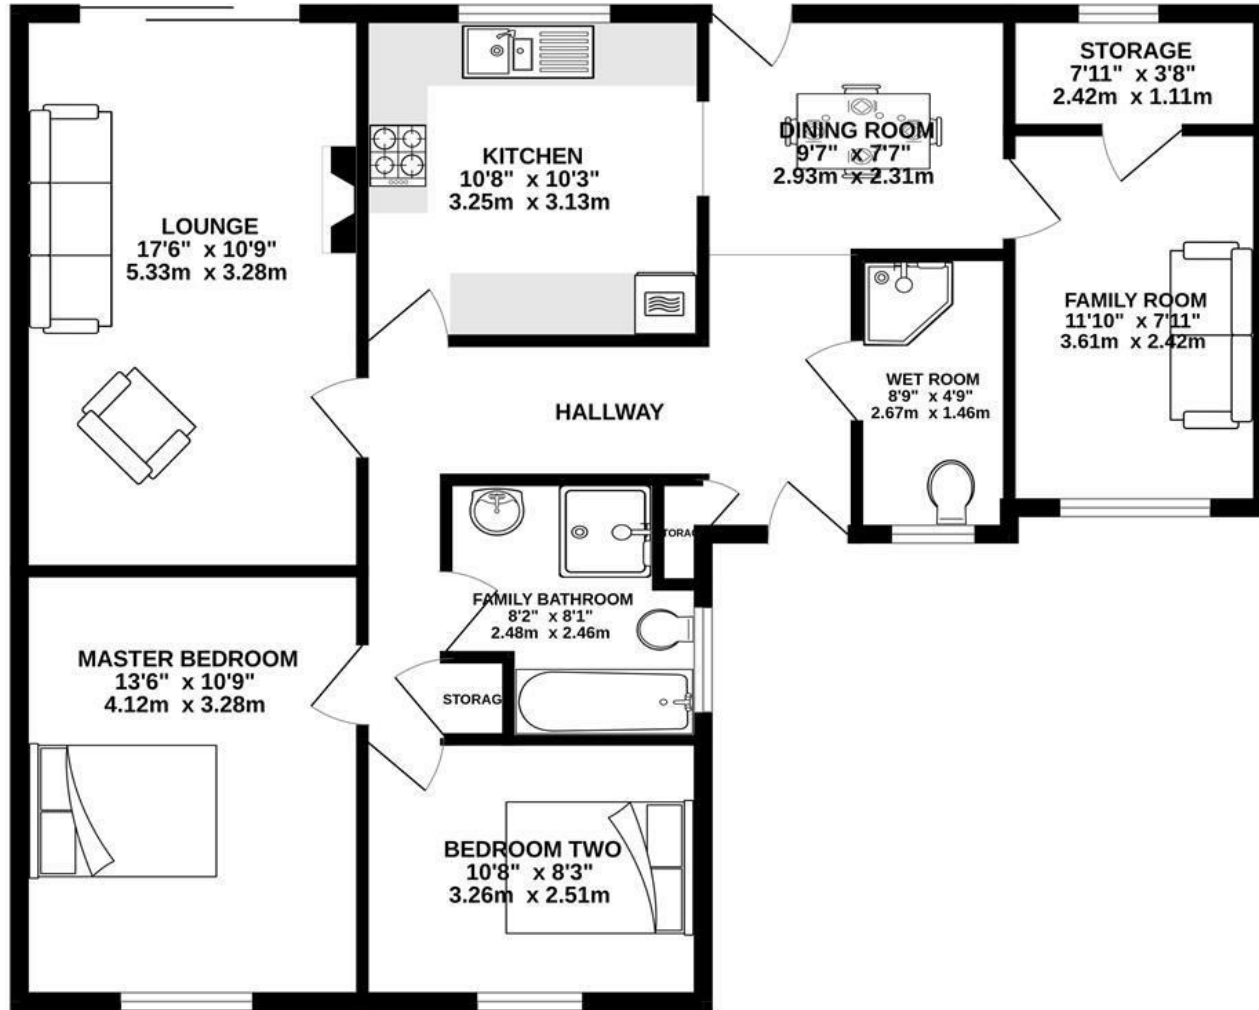 STORAGE
7'11" x 3'8"
2.42m x 1.11m
DINING ROOM
9'7" x 7'7"
2.93m x 2.31m
KITCHEN
10'8" x 10'3"
3.25m x 3.13m
LOUNGE
17'6" x 10'9"
5.33m x 3.28m
FAMILY ROOM
11'10" x 7'11"
3.61m x 2.42m
WET ROOM
8'9" x 4'9"
2.67m x 1.46m
HALLWAY
TORAG
FAMILY BATHROOM
8'2" x 8'1"
2.48m x 2.46m
MASTER BEDROOM
13'6" x 10'9"
4.12m x 3.28m
STORAG
BEDROOM TWO
10'8" x 8'3"
3.26m x 2.51m